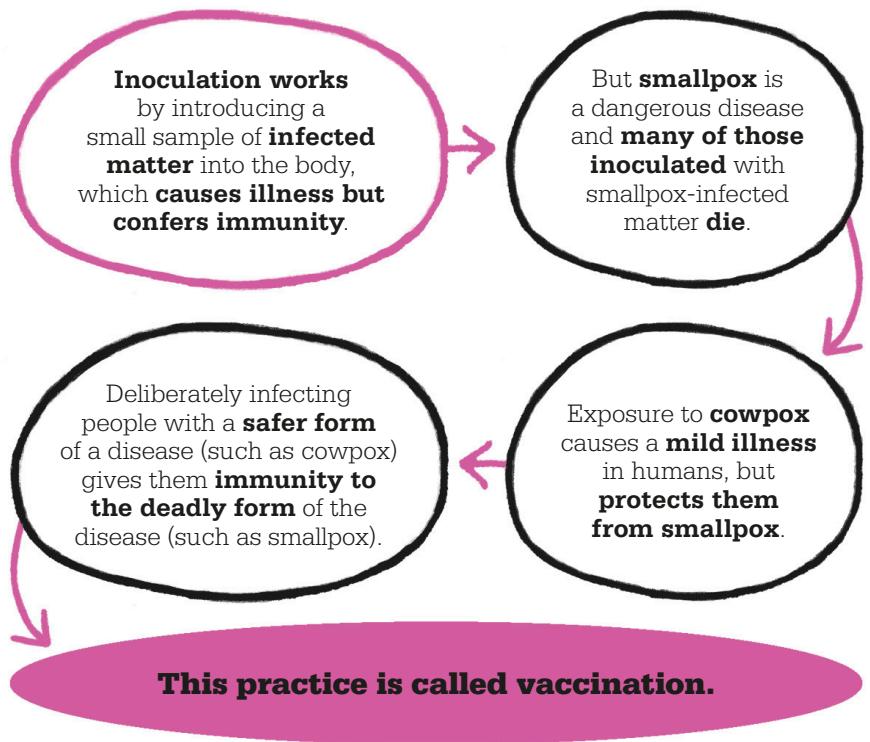 Inoculation works
by introducing a
small sample of infected
matter into the body,
which causes illness but
confers immunity.
But smallpox is
a dangerous disease
and many of those
inoculated with
smallpox-infected
matter die.
Exposure to cowpox
causes a mild illness
in humans, but
protects them
from smallpox.
Deliberately infecting
people with a safer form
of a disease (such as cowpox)
gives them immunity to
the deadly form of the
disease (such as smallpox).
This practice is called vaccination.